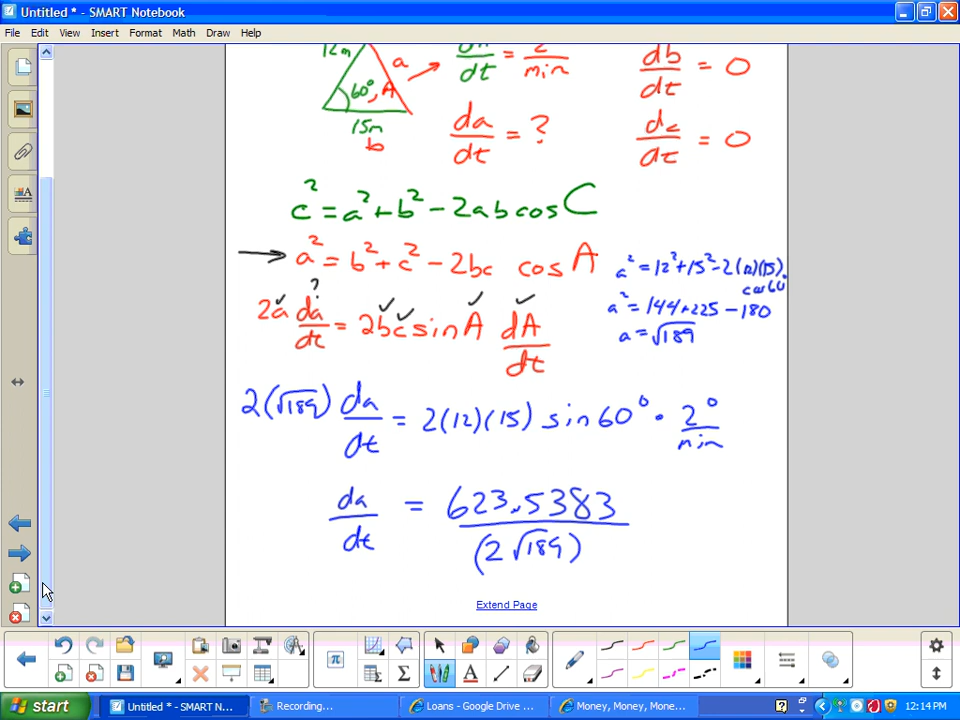 Untitled * - SMART Notebook
File Edit View Insert Format Math Draw Help
12m a dt = min db/dt = 0
60°, A
15m
b
da/dt = ?
dc/dt = 0
c² = a² + b² - 2ab cos C
a² = b² + c² - 2bc cos A
a² = 12² + 15² - 2(12)(15).
cos60
?
2a da/dt = 2bc sin A dA/dt
a² = 144 + 225 - 180
a = √189
2(√189) da/dt = 2(12)(15) sin 60° · 2°/min
da/dt = 623.5383/(2√189)
Extend Page
start
Untitled * - SMART N...
Recording...
Loans - Google Drive ...
Money, Money, Mone...
12:14 PM